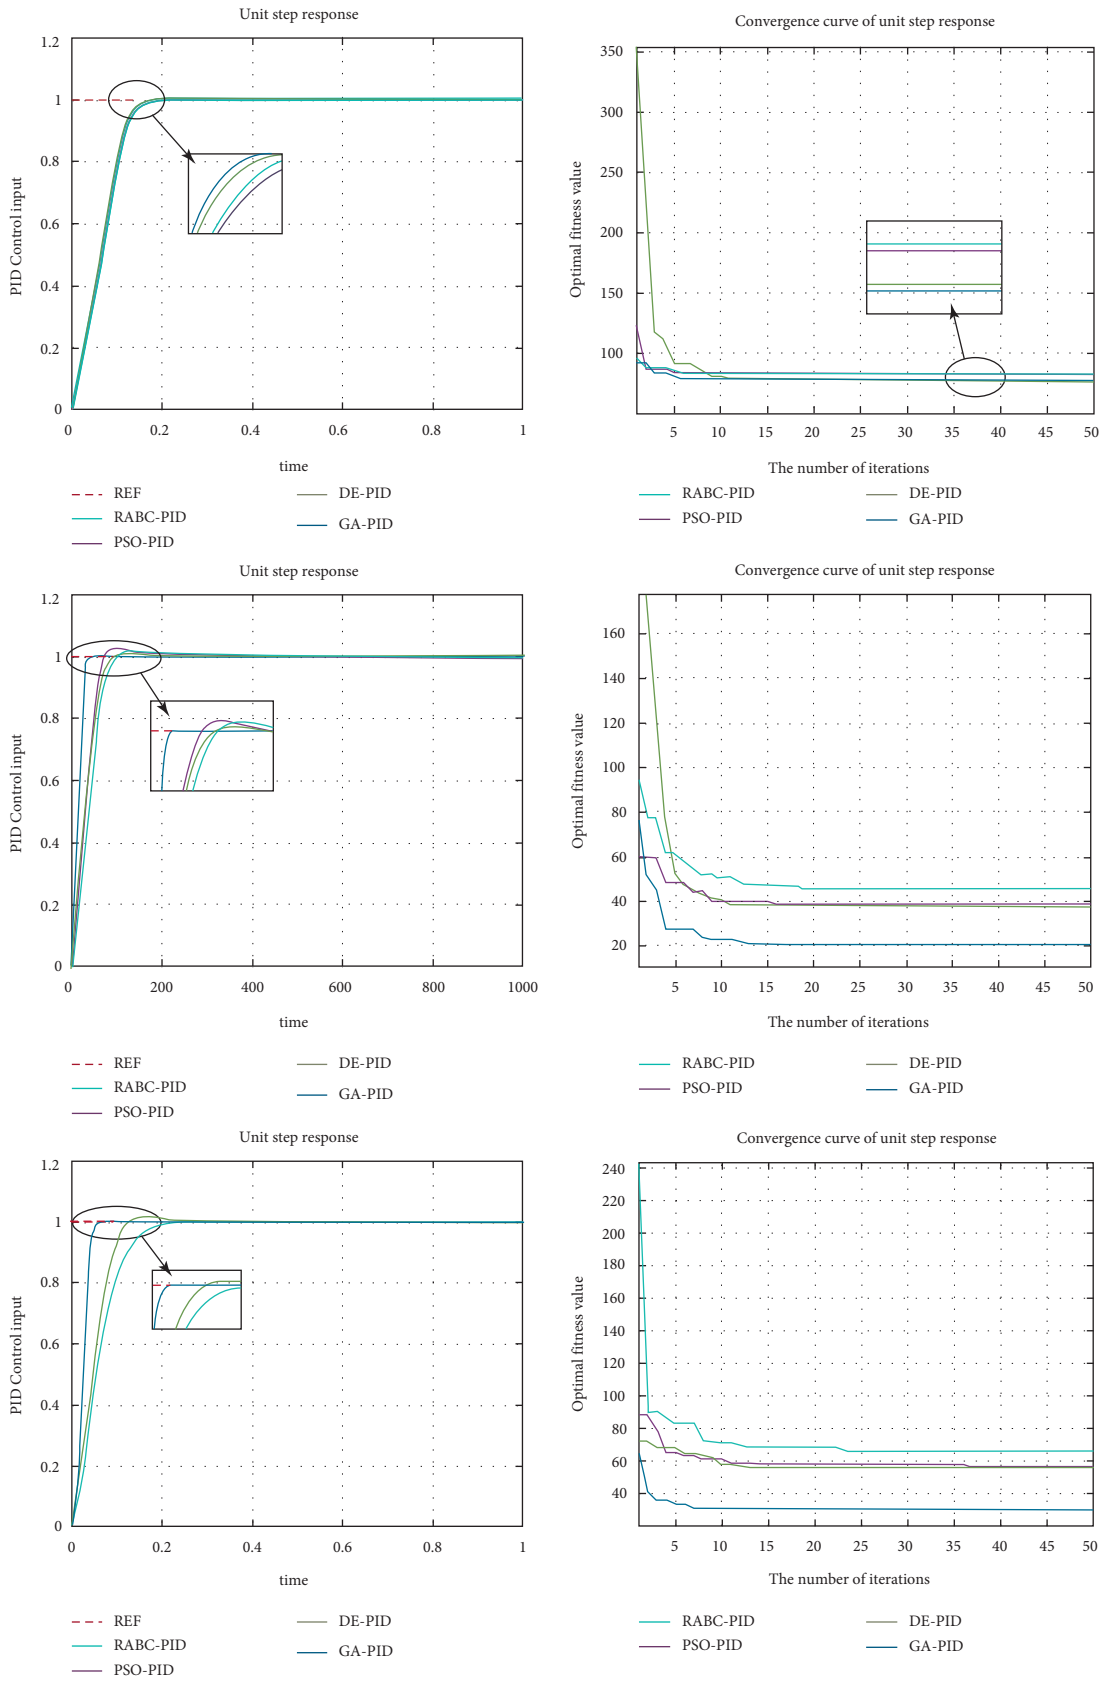 Unit step response
1.2
1
0.8
0.6
0.4
0.2
0
PID Control input
0 0.2 0.4 0.6 0.8 1
time
REF
RABC-PID
PSO-PID
DE-PID
GA-PID
Convergence curve of unit step response
350
300
250
200
150
100
Optimal fitness value
5 10 15 20 25 30 35 40 45 50
The number of iterations
RABC-PID
PSO-PID
DE-PID
GA-PID
Unit step response
1.2
1
0.8
0.6
0.4
0.2
0
PID Control input
0 200 400 600 800 1000
time
REF
RABC-PID
PSO-PID
DE-PID
GA-PID
Convergence curve of unit step response
160
140
120
100
80
60
40
20
Optimal fitness value
5 10 15 20 25 30 35 40 45 50
The number of iterations
RABC-PID
PSO-PID
DE-PID
GA-PID
Unit step response
1.2
1
0.8
0.6
0.4
0.2
0
PID Control input
0 0.2 0.4 0.6 0.8 1
time
REF
RABC-PID
PSO-PID
DE-PID
GA-PID
Convergence curve of unit step response
240
220
200
180
160
140
120
100
80
60
40
Optimal fitness value
5 10 15 20 25 30 35 40 45 50
The number of iterations
RABC-PID
PSO-PID
DE-PID
GA-PID